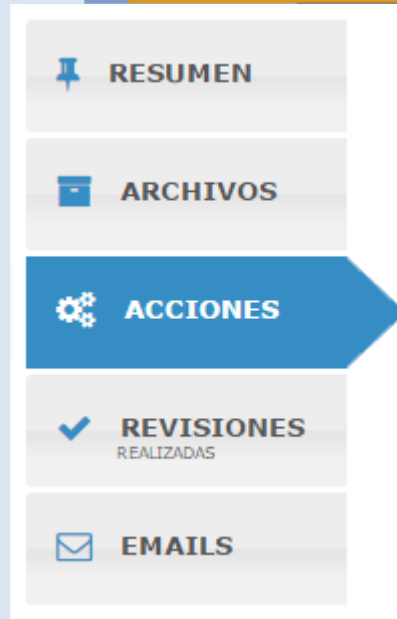 RESUMEN
ARCHIVOS
ACCIONES
REVISIONES
REALIZADAS
EMAILS